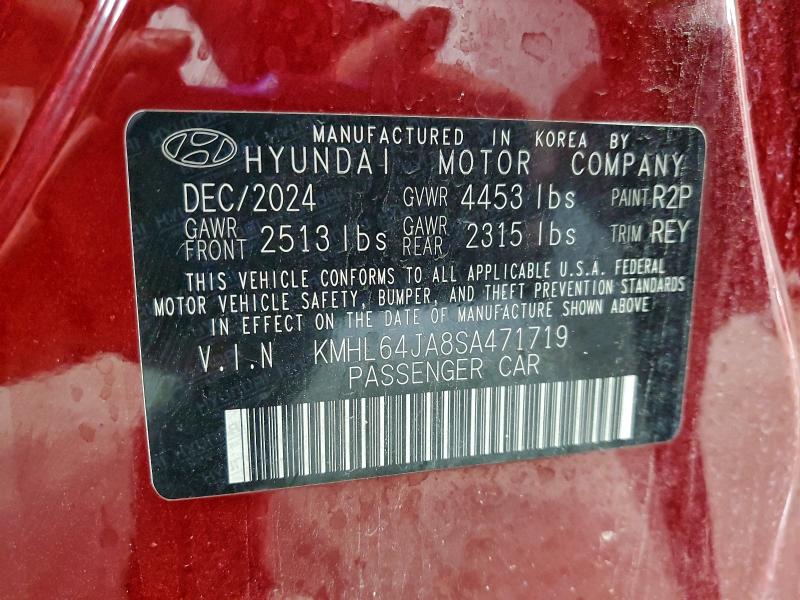 MANUFACTURED IN KOREA BY
HYUNDAI MOTOR COMPANY
DEC/2024 GVWR 4453 lbs PAINT R2P
GAWR FRONT 2513 lbs GAWR REAR 2315 lbs TRIM REY
THIS VEHICLE CONFORMS TO ALL APPLICABLE U.S.A. FEDERAL
MOTOR VEHICLE SAFETY, BUMPER, AND THEFT PREVENTION STANDARDS
IN EFFECT ON THE DATE OF MANUFACTURE SHOWN ABOVE
V.I.N KMHL64JA8SA471719
PASSENGER CAR